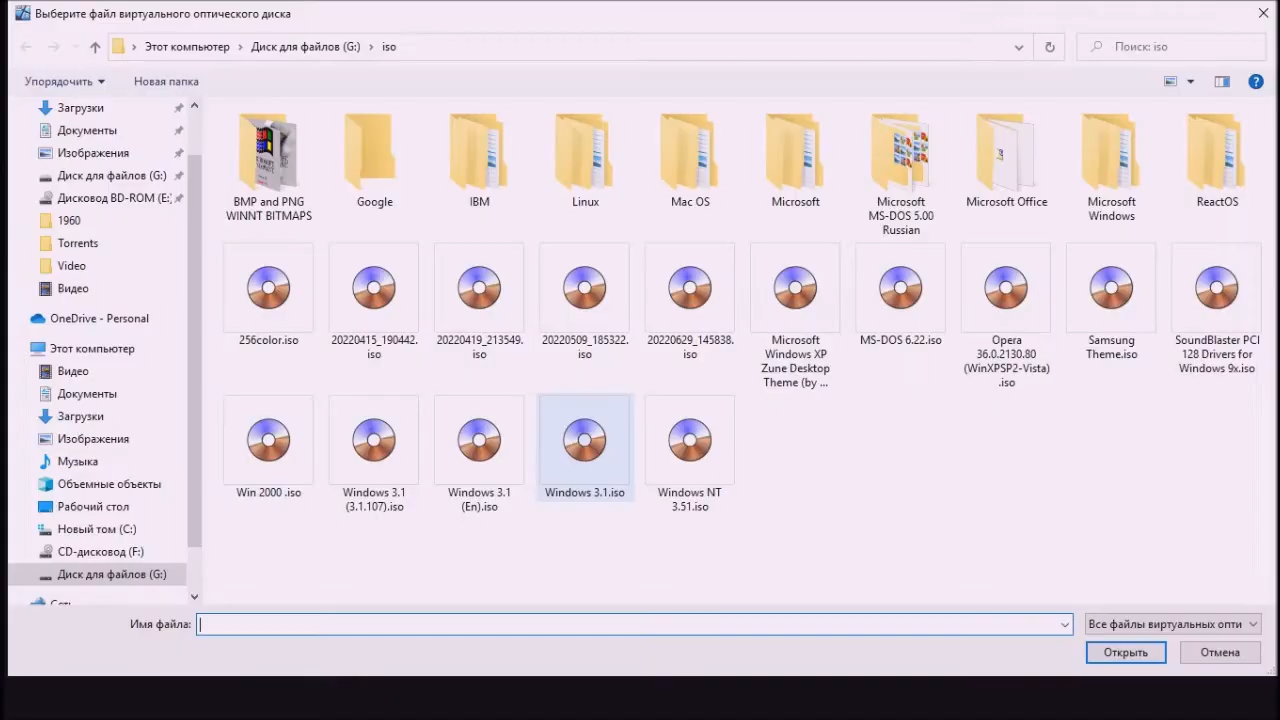 Выберите файл виртуального оптического диска
Этот компьютер
Диск для файлов (G:)
iso
Поиск: iso
Упорядочить
Новая папка
Загрузки
Документы
Изображения
Диск для файлов (G:)
Дисковод BD-ROM (E:
1960
Torrents
Video
Видео
OneDrive - Personal
Этот компьютер
Видео
Документы
Загрузки
Изображения
Музыка
Объемные объекты
Рабочий стол
Новый том (C:)
CD-дисковод (F:)
Диск для файлов (G:)
Сеть
BMP and PNG
WINNT BITMAPS
Google
IBM
Linux
Mac OS
Microsoft
Microsoft
MS-DOS 5.00
Russian
Microsoft Office
Microsoft
Windows
ReactOS
256color.iso
20220415_190442.
iso
20220419_213549.
iso
20220509_185322.
iso
20220629_145838.
iso
Microsoft
Windows XP
Zune Desktop
Theme (by ...
MS-DOS 6.22.iso
Opera
36.0.2130.80
(WinXPSP2-Vista)
.iso
Samsung
Theme.iso
SoundBlaster PCI
128 Drivers for
Windows 9x.iso
Win 2000 .iso
Windows 3.1
(3.1.107).iso
Windows 3.1
(En).iso
Windows 3.1.iso
Windows NT
3.51.iso
Имя файла:
Все файлы виртуальных опти
Открыть
Отмена